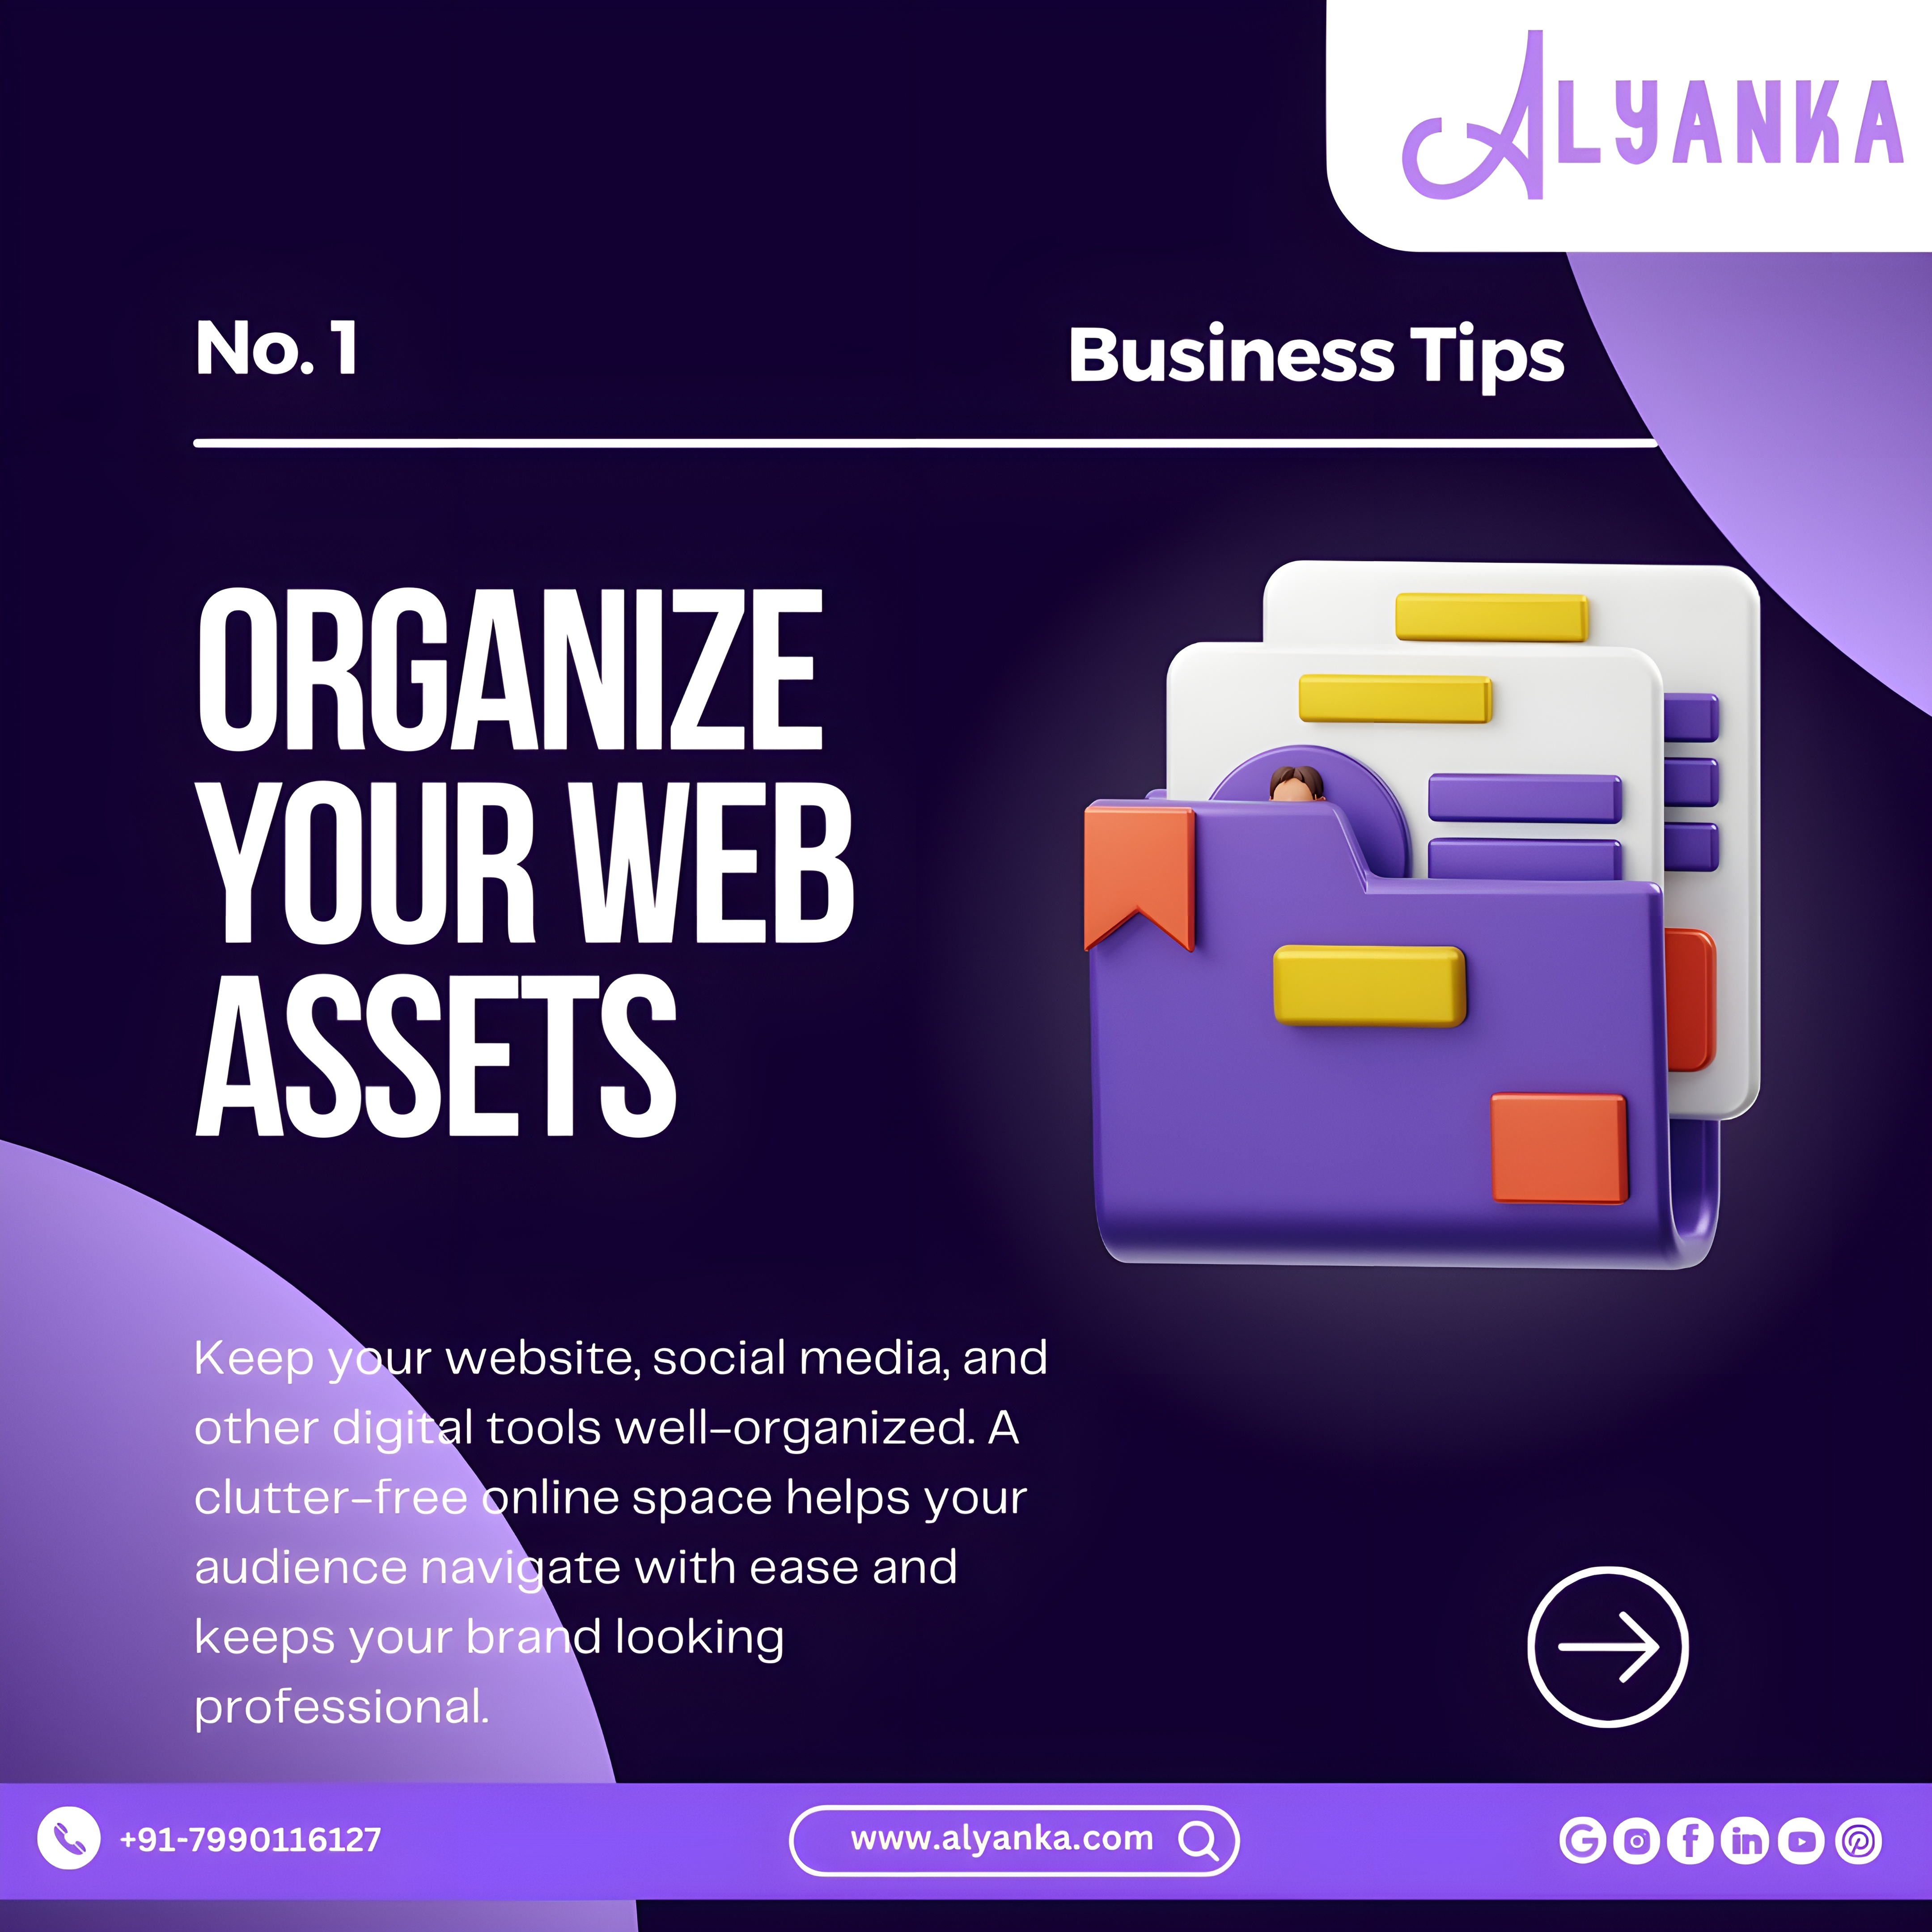 ALYANKA
No. 1
Business Tips
ORGANIZE
YOUR WEB
ASSETS
Keep your website, social media, and
other digital tools well-organized. A
clutter-free online space helps your
audience navigate with ease and
keeps your brand looking
professional.
+91-7990116127
www.alyanka.com